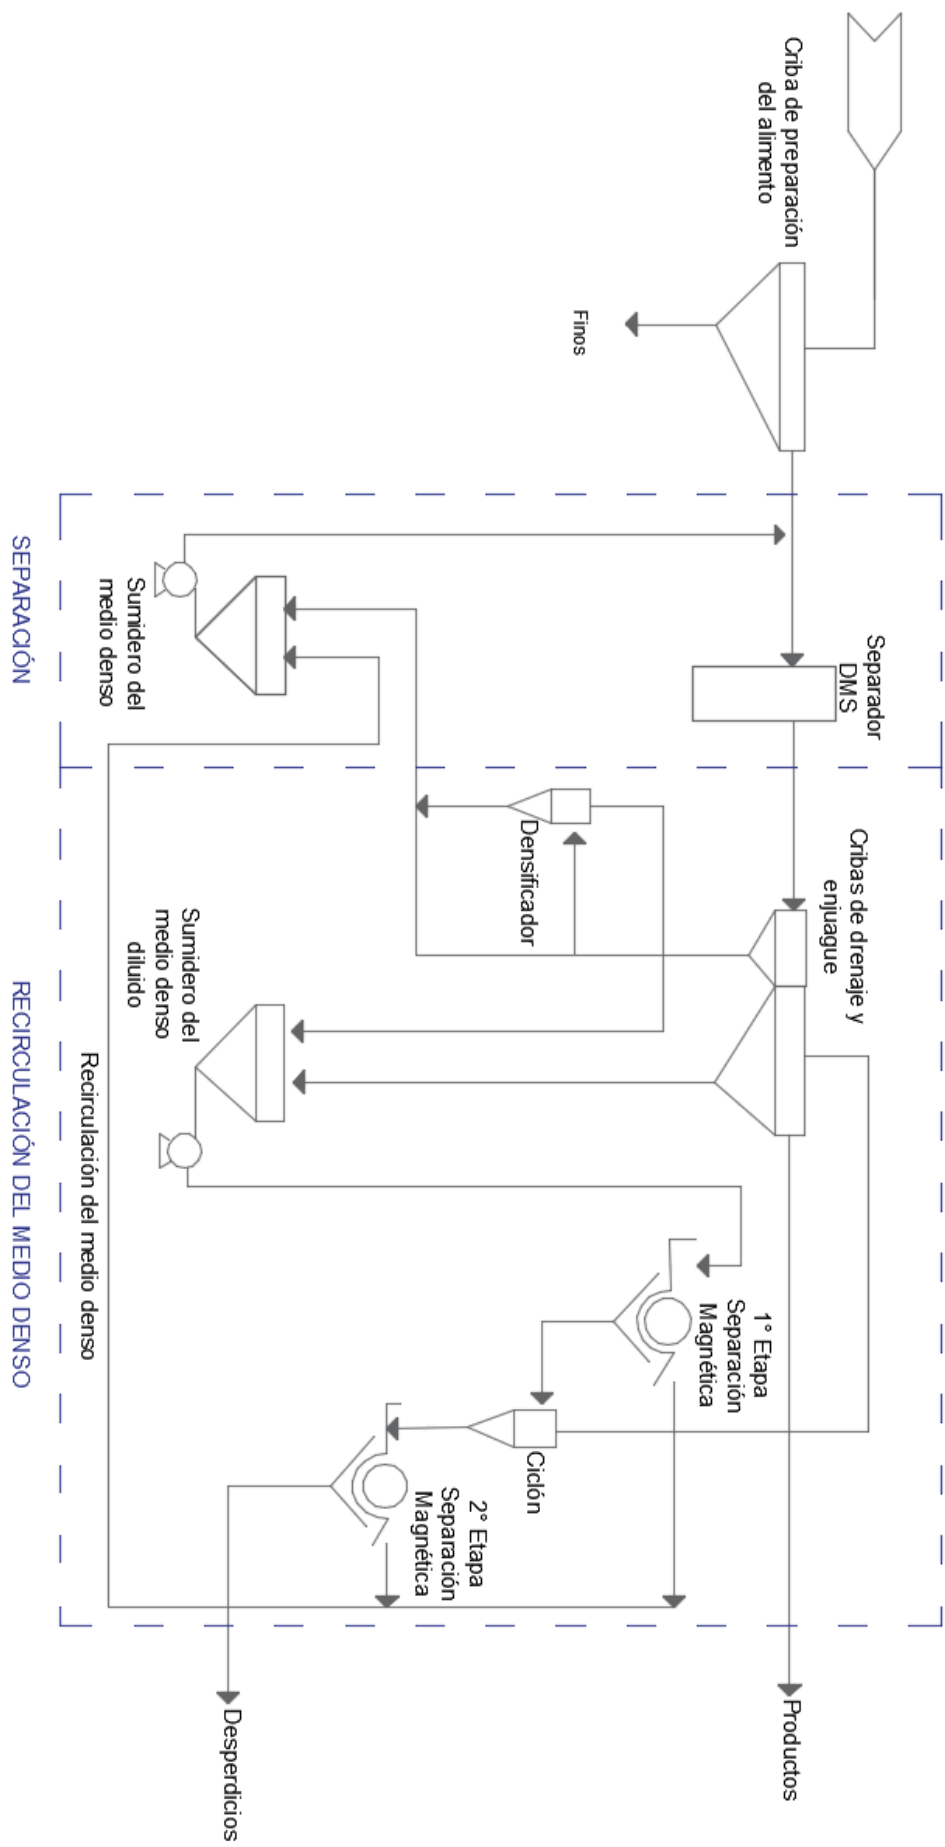 Criba de preparación
del alimento
Finos
Separador
DMS
Sumidero del
medio denso
SEPARACIÓN
Cribas de drenaje y
enjuague
Densificador
Sumidero del
medio denso
diluido
1° Etapa
Separación
Magnética
Ciclón
2° Etapa
Separación
Magnética
Recirculación del medio denso
RECIRCULACIÓN DEL MEDIO DENSO
Productos
Desperdicios